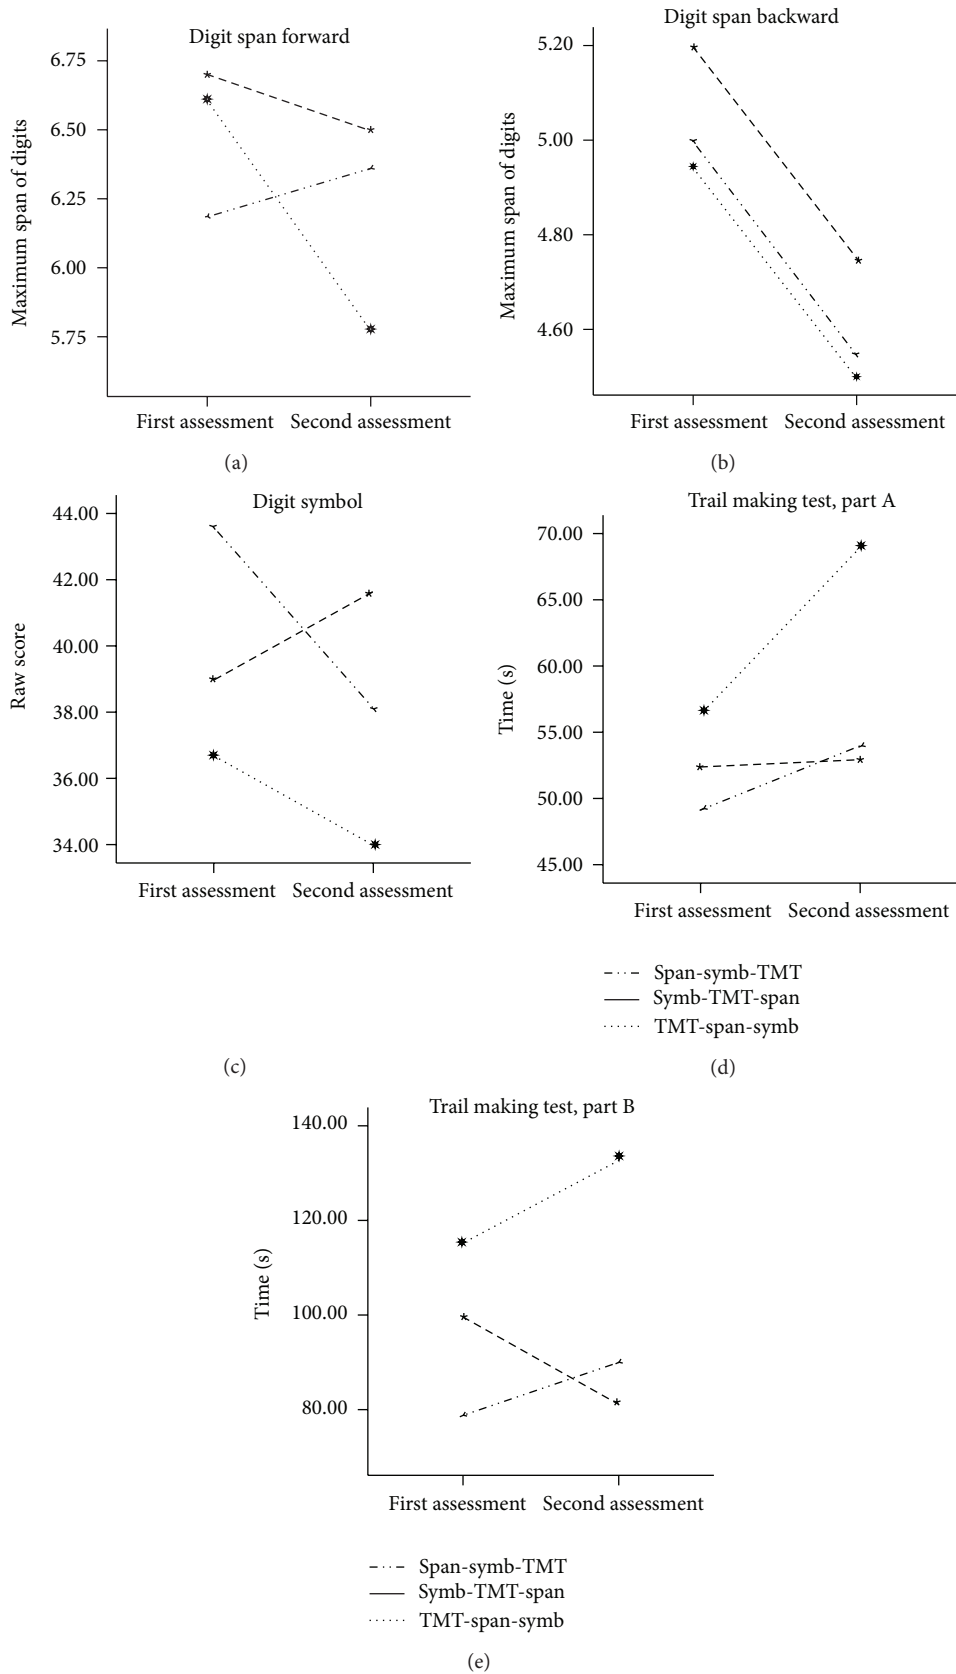 Digit span forward
6.75
6.50
6.25
6.00
5.75
Maximum span of digits
First assessment Second assessment
(a)
Digit span backward
5.20
5.00
4.80
4.60
Maximum span of digits
First assessment Second assessment
(b)
Digit symbol
44.00
42.00
40.00
38.00
36.00
34.00
Raw score
First assessment Second assessment
(c)
Trail making test, part A
70.00
65.00
60.00
55.00
50.00
45.00
Time (s)
First assessment Second assessment
Span-symb-TMT
Symb-TMT-span
TMT-span-symb
(d)
Trail making test, part B
140.00
120.00
100.00
80.00
Time (s)
First assessment Second assessment
Span-symb-TMT
Symb-TMT-span
TMT-span-symb
(e)